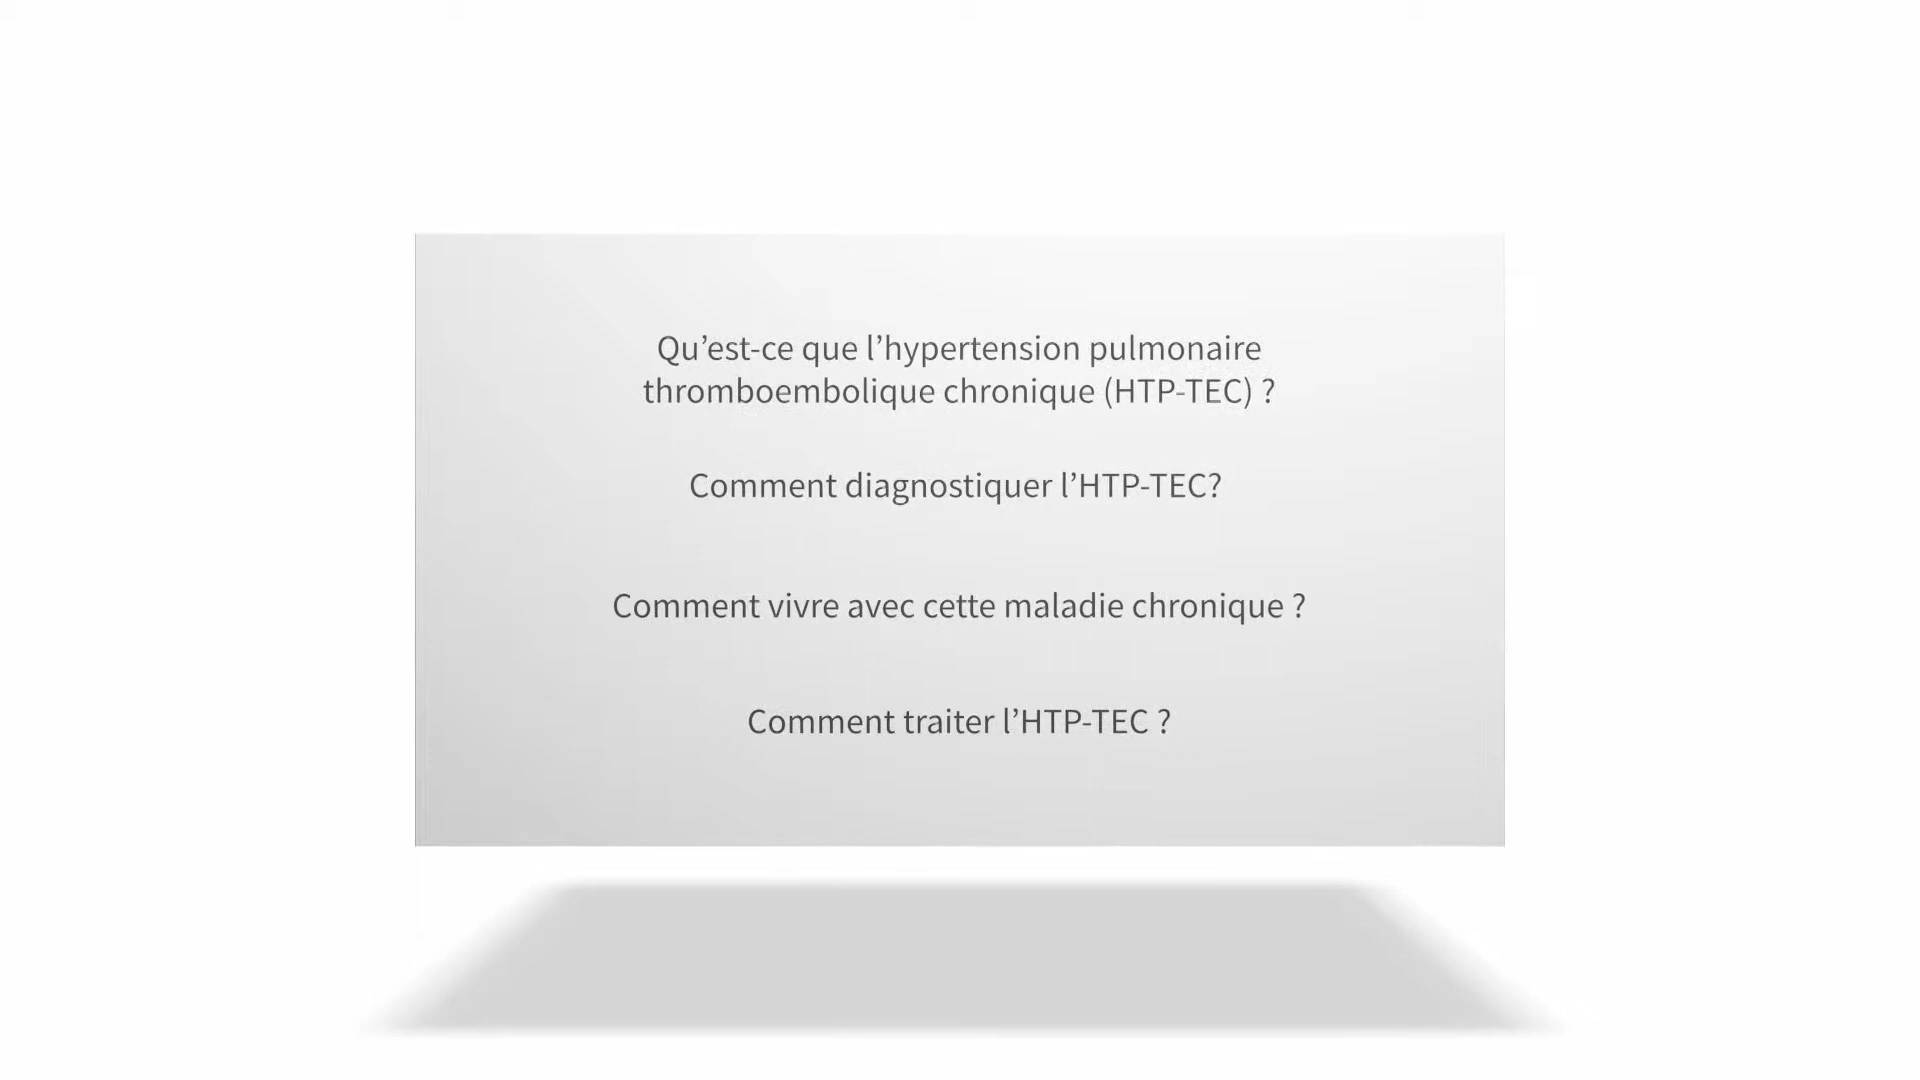 Qu’est-ce que l’hypertension pulmonaire
thromboembolique chronique (HTP-TEC) ?
Comment diagnostiquer l’HTP-TEC?
Comment vivre avec cette maladie chronique ?
Comment traiter l’HTP-TEC ?